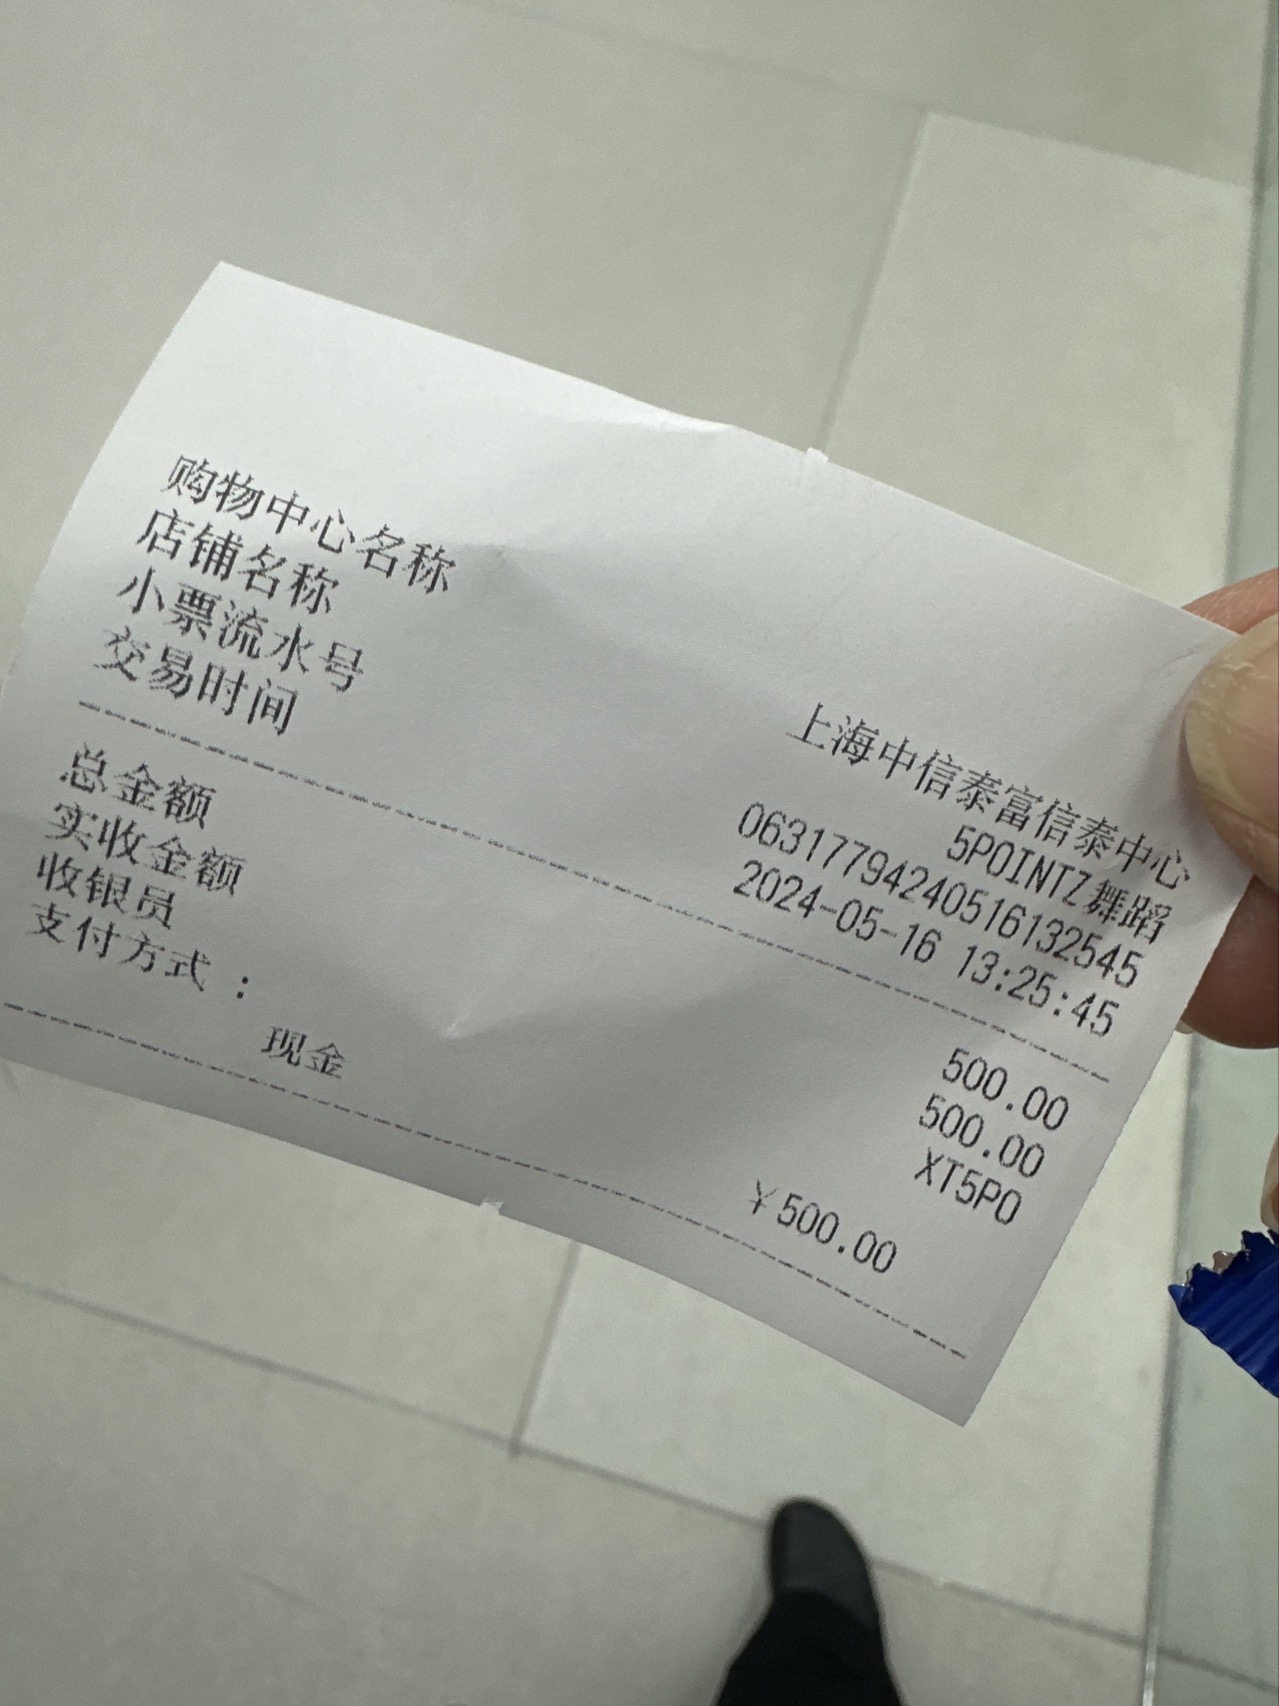 购物中心名称 上海中信泰富信泰中心
店铺名称 5POINTZ舞蹈
小票流水号 06317794240516132545
交易时间 2024-05-16 13:25:45
总金额 500.00
实收金额 500.00
收银员 XT5PO
支付方式：
现金 ￥500.00